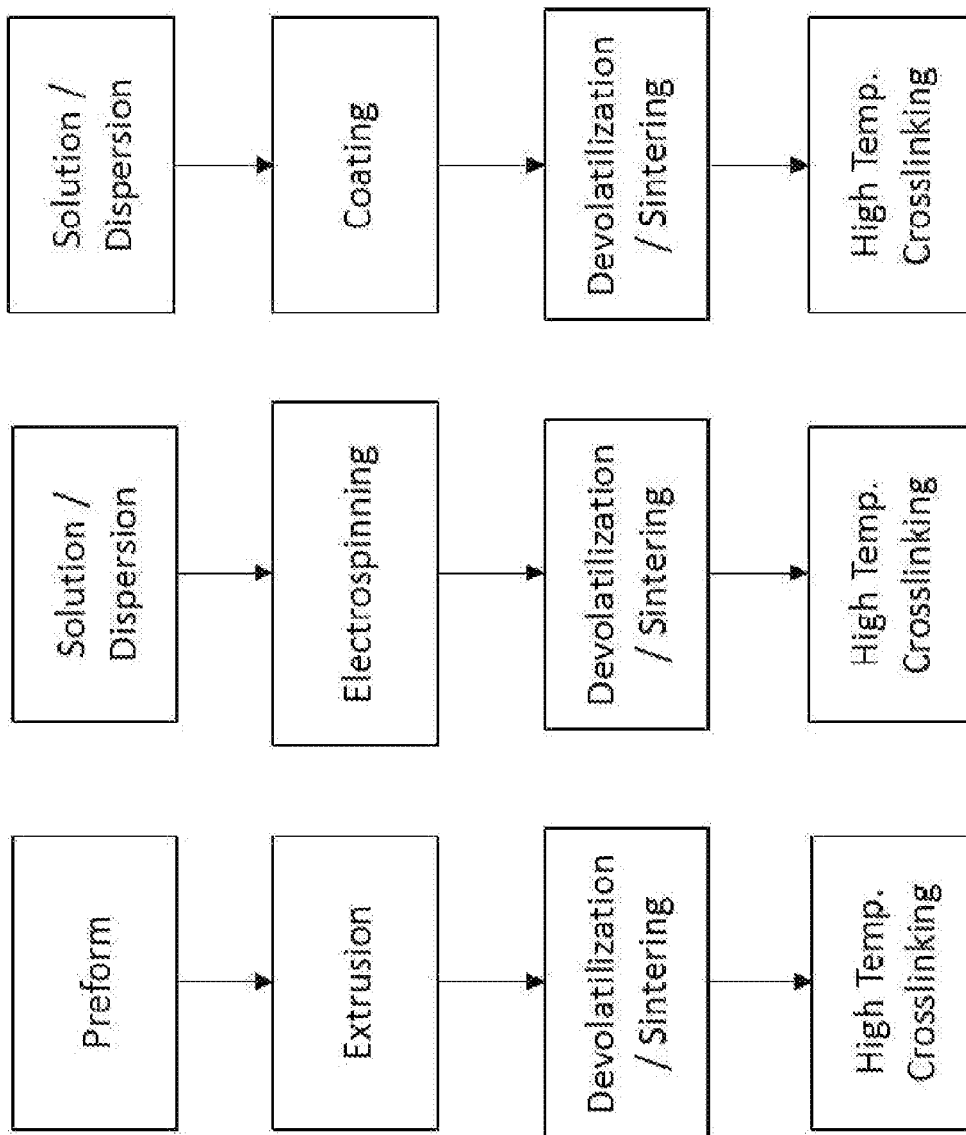 Preform
Extrusion
Devolatilization
/ Sintering
High Temp.
Crosslinking
Solution /
Dispersion
Electrospinning
Devolatilization
/ Sintering
High Temp.
Crosslinking
Solution /
Dispersion
Coating
Devolatilization
/ Sintering
High Temp.
Crosslinking